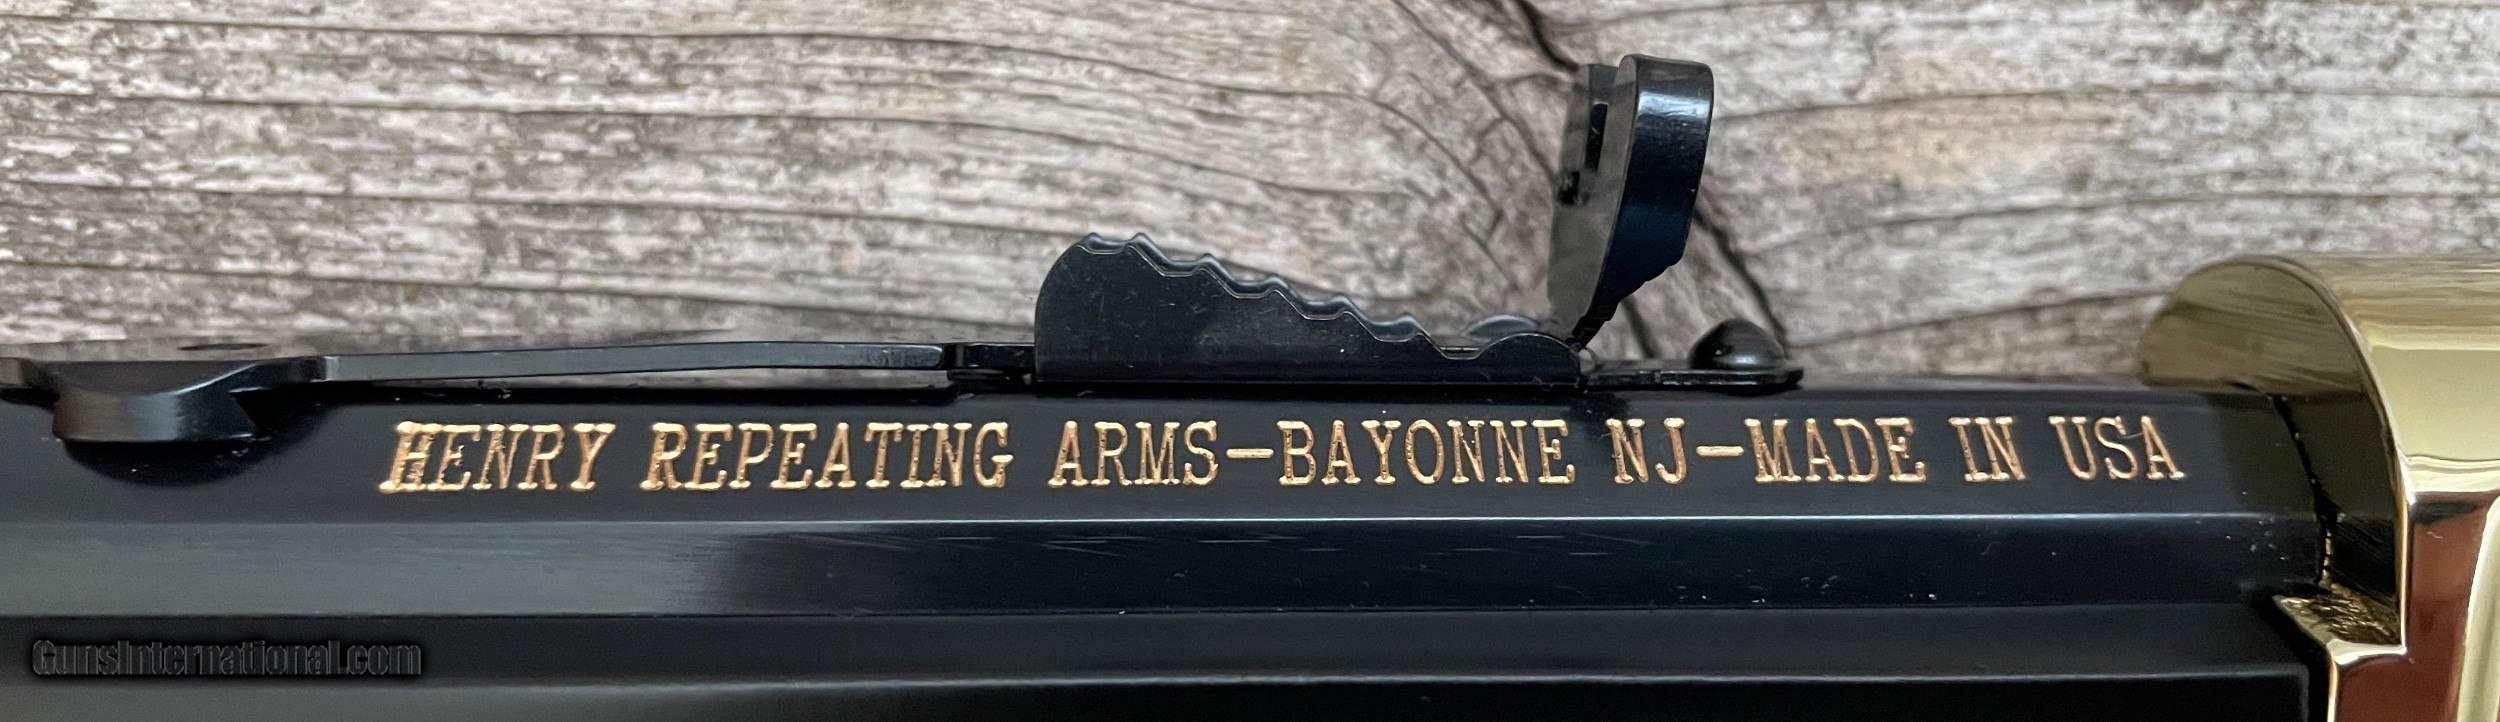 HENRY REPEATING ARMS-BAYONNE NJ-MADE IN USA
GunsInternational.com